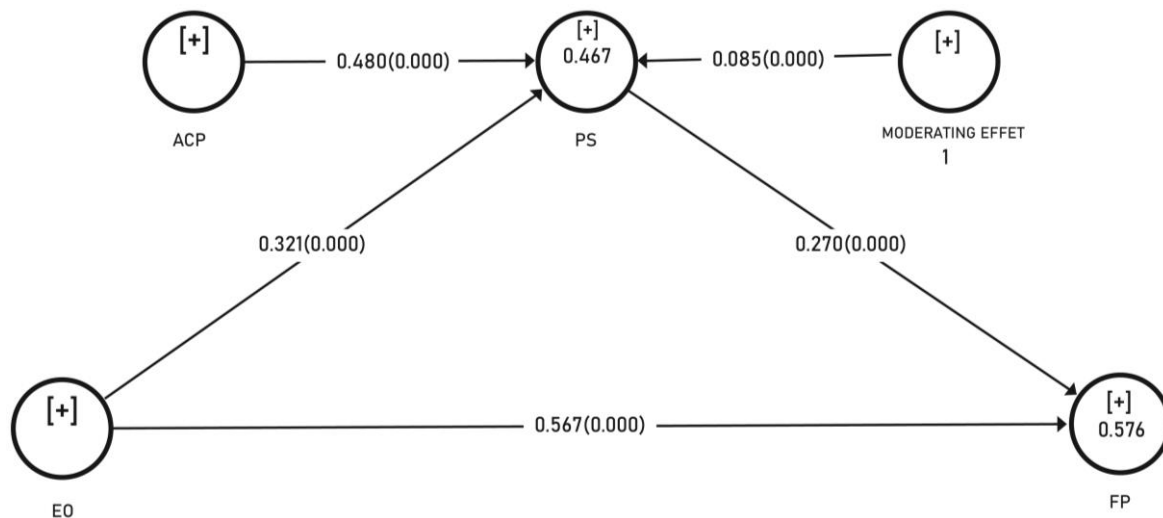 [+]
ACP
0.480(0.000)
[+]
0.467
PS
0.085(0.000)
[+]
MODERATING EFFET
1
0.321(0.000)
0.270(0.000)
[+]
EO
0.567(0.000)
[+]
0.576
FP